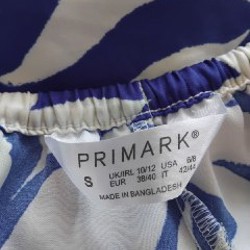 PRIMARK®
S UK/IRL 10/12 USA 6/8
EUR 38/40 IT 42/44
MADE IN BANGLADESH